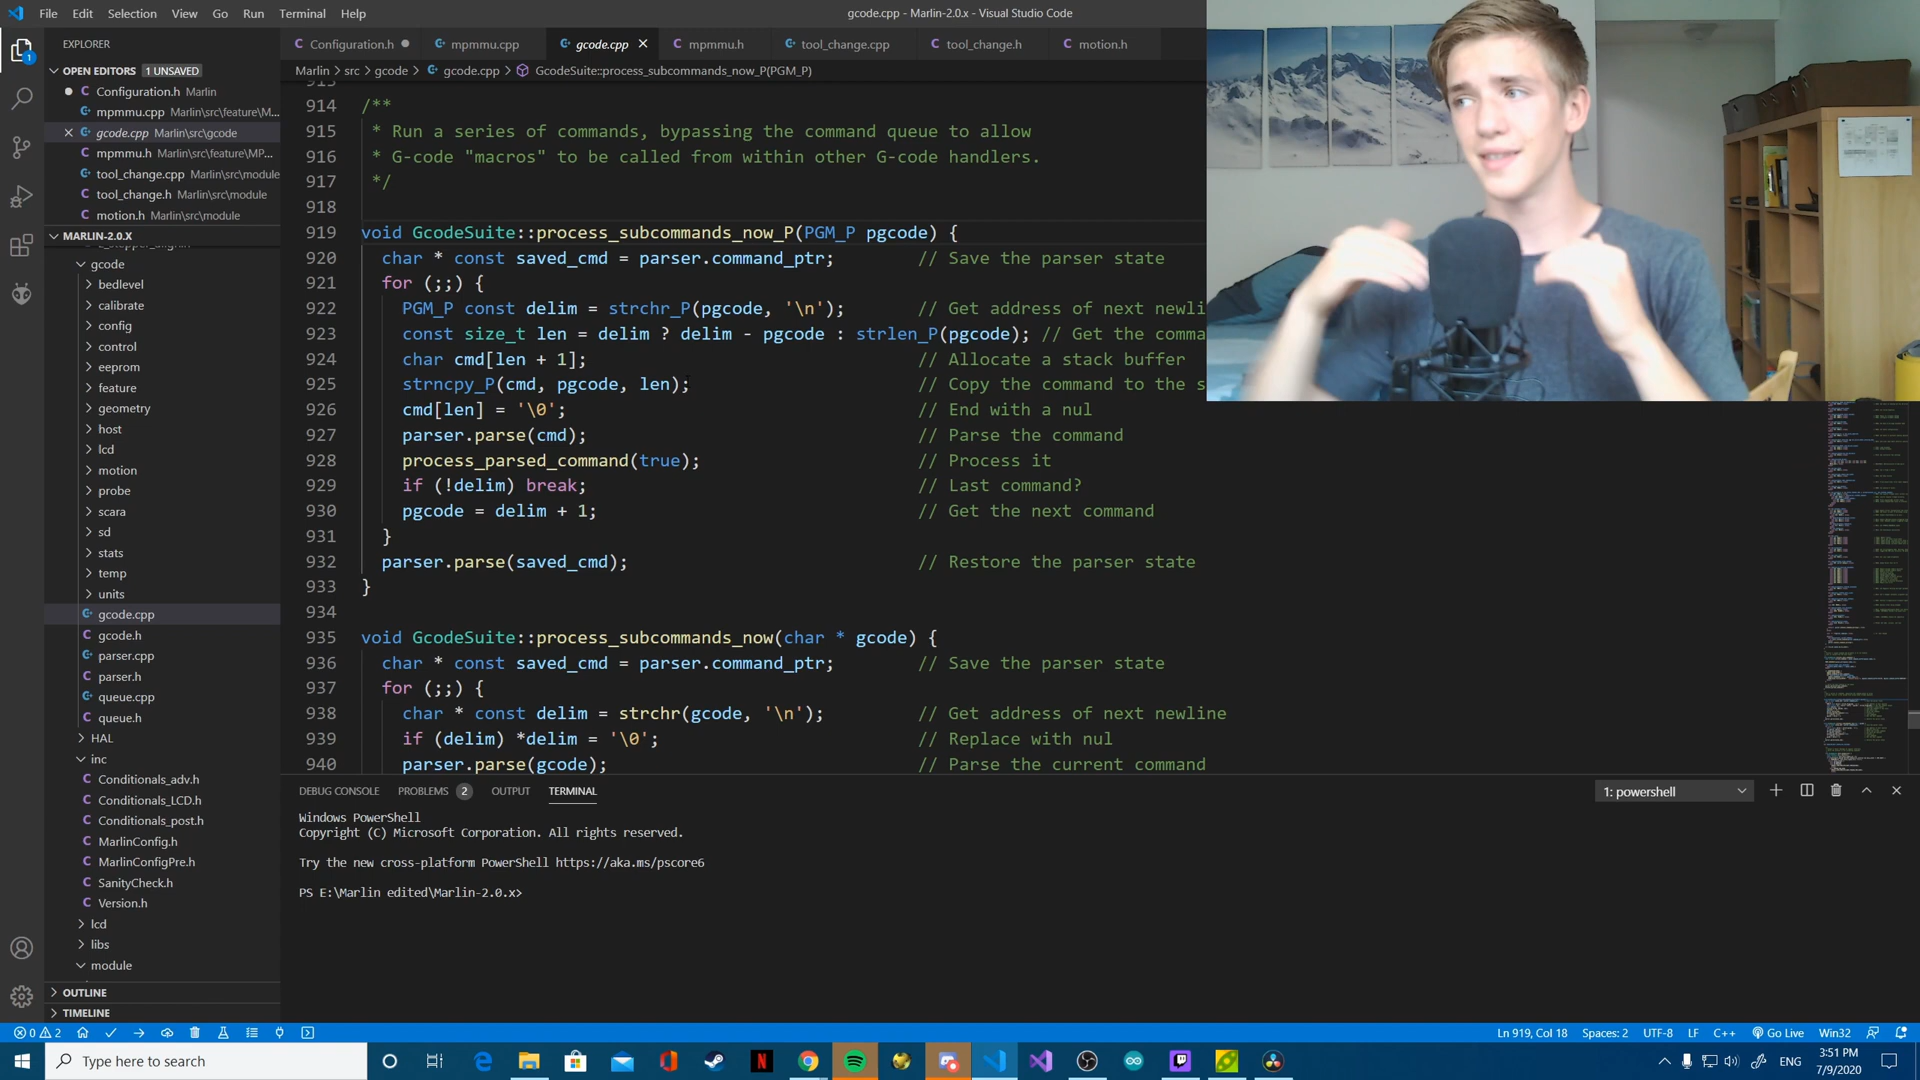 File Edit Selection View Go Run Terminal Help
gcode.cpp - Marlin-2.0.x - Visual Studio Code
EXPLORER
Configuration.h mpmmu.cpp gcode.cpp mpmmu.h tool_change.cpp tool_change.h motion.h
OPEN EDITORS 1 UNSAVED
Configuration.h Marlin
mpmmu.cpp Marlin\src\feature\M...
gcode.cpp Marlin\src\gcode
mpmmu.h Marlin\src\feature\MP...
tool_change.cpp Marlin\src\module
tool_change.h Marlin\src\module
motion.h Marlin\src\module
MARLIN-2.0.X
gcode
bedlevel
calibrate
config
control
eeprom
feature
geometry
host
lcd
motion
probe
scara
sd
stats
temp
units
gcode.cpp
gcode.h
parser.cpp
parser.h
queue.cpp
queue.h
HAL
inc
Conditionals_adv.h
Conditionals_LCD.h
Conditionals_post.h
MarlinConfig.h
MarlinConfigPre.h
SanityCheck.h
Version.h
lcd
libs
module
OUTLINE
TIMELINE
Marlin > src > gcode > gcode.cpp > GcodeSuite::process_subcommands_now_P(PGM_P)
914 /**
915 * Run a series of commands, bypassing the command queue to allow
916 * G-code "macros" to be called from within other G-code handlers.
917 */
918
919 void GcodeSuite::process_subcommands_now_P(PGM_P pgcode) {
920 char * const saved_cmd = parser.command_ptr; // Save the parser state
921 for (;;) {
922 PGM_P const delim = strchr_P(pgcode, '\n'); // Get address of next newli
923 const size_t len = delim ? delim - pgcode : strlen_P(pgcode); // Get the comma
924 char cmd[len + 1]; // Allocate a stack buffer
925 strncpy_P(cmd, pgcode, len); // Copy the command to the s
926 cmd[len] = '\0'; // End with a nul
927 parser.parse(cmd); // Parse the command
928 process_parsed_command(true); // Process it
929 if (!delim) break; // Last command?
930 pgcode = delim + 1; // Get the next command
931 }
932 parser.parse(saved_cmd); // Restore the parser state
933 }
934
935 void GcodeSuite::process_subcommands_now(char * gcode) {
936 char * const saved_cmd = parser.command_ptr; // Save the parser state
937 for (;;) {
938 char * const delim = strchr(gcode, '\n'); // Get address of next newline
939 if (delim) *delim = '\0'; // Replace with nul
940 parser.parse(gcode); // Parse the current command
DEBUG CONSOLE PROBLEMS 2 OUTPUT TERMINAL
1: powershell
Windows PowerShell
Copyright (C) Microsoft Corporation. All rights reserved.
Try the new cross-platform PowerShell https://aka.ms/pscore6
PS E:\Marlin edited\Marlin-2.0.x>
0 2
Ln 919, Col 18 Spaces: 2 UTF-8 LF C++ Go Live Win32
Type here to search
ENG
3:51 PM
7/9/2020